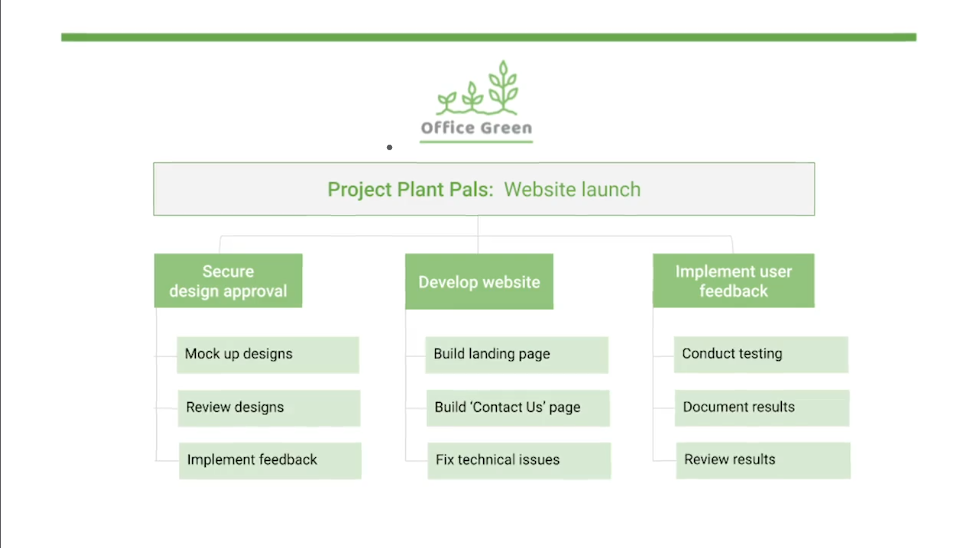 Office Green
Project Plant Pals: Website launch
Secure
design approval
Mock up designs
Review designs
Implement feedback
Develop website
Build landing page
Build ‘Contact Us’ page
Fix technical issues
Implement user
feedback
Conduct testing
Document results
Review results